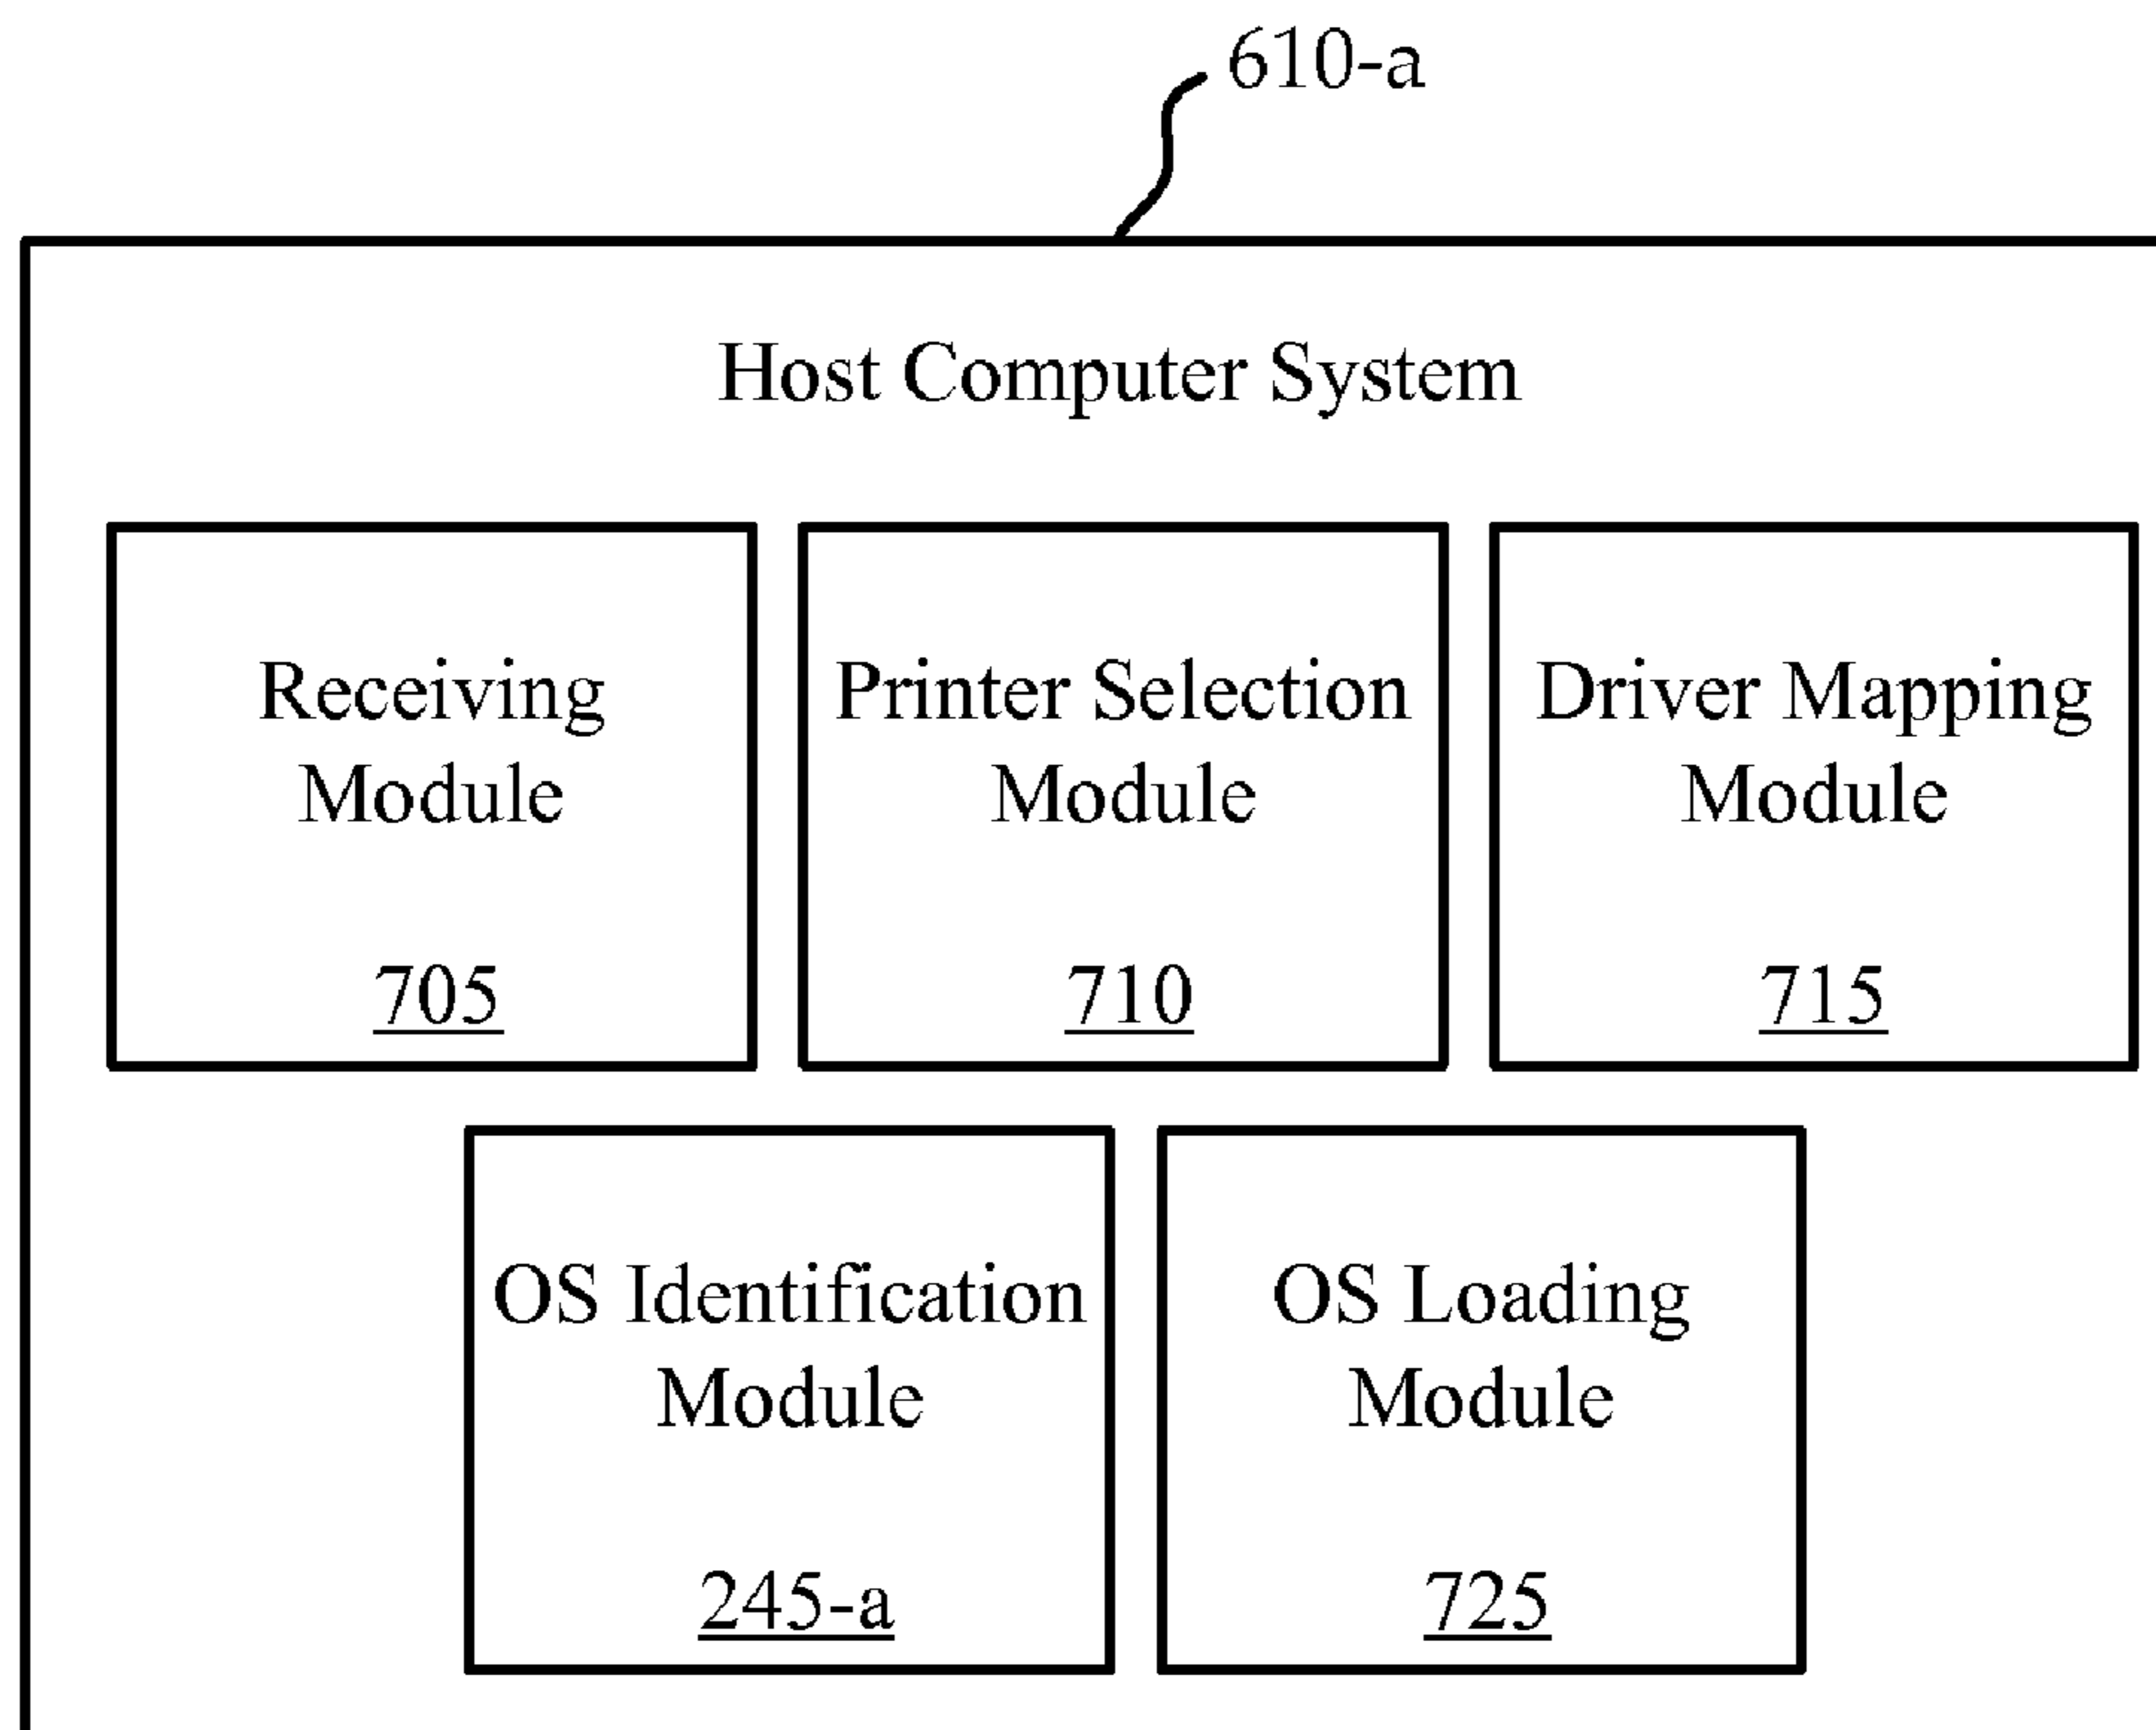 610-a
Host Computer System
Receiving
Module
705
Printer Selection
Module
710
Driver Mapping
Module
715
OS Identification
Module
245-a
OS Loading
Module
725